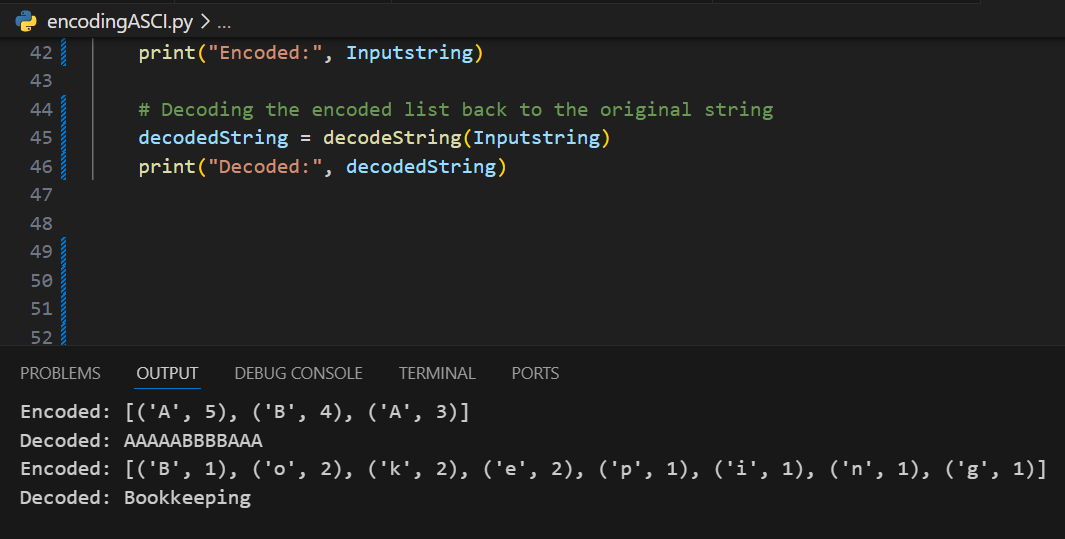 encodingASCI.py > ...
42 print("Encoded:", Inputstring)
43
44 # Decoding the encoded list back to the original string
45 decodedString = decodeString(Inputstring)
46 print("Decoded:", decodedString)
47
48
49
50
51
52
PROBLEMS OUTPUT DEBUG CONSOLE TERMINAL PORTS
Encoded: [('A', 5), ('B', 4), ('A', 3)]
Decoded: AAAAABBBBAAA
Encoded: [('B', 1), ('o', 2), ('k', 2), ('e', 2), ('p', 1), ('i', 1), ('n', 1), ('g', 1)]
Decoded: Bookkeeping